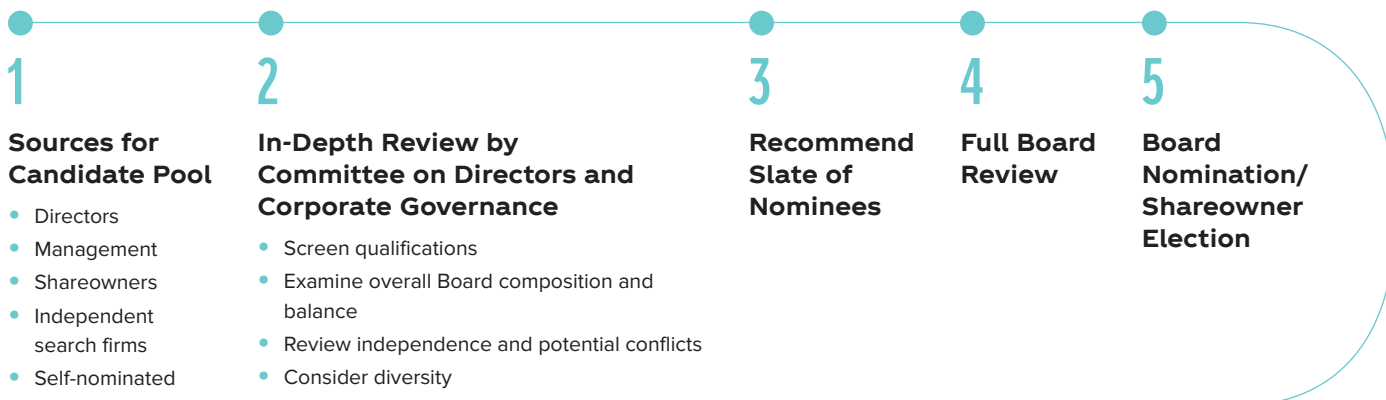 1
Sources for
Candidate Pool
• Directors
• Management
• Shareowners
• Independent
search firms
• Self-nominated
2
In-Depth Review by
Committee on Directors and
Corporate Governance
• Screen qualifications
• Examine overall Board composition and
balance
• Review independence and potential conflicts
• Consider diversity
3
Recommend
Slate of
Nominees
4
Full Board
Review
5
Board
Nomination/
Shareowner
Election